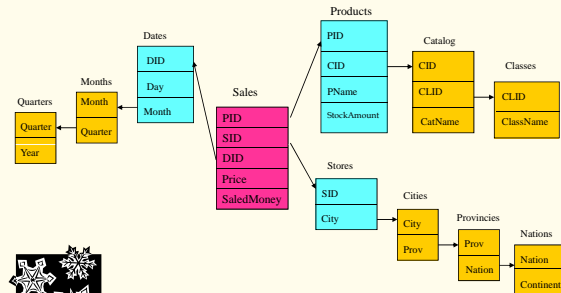 Products
PID
CID
PName
StockAmount
Dates
DID
Day
Month
Catalog
CID
CLID
CatName
Classes
CLID
ClassName
Months
Month
Quarter
Quarters
Quarter
Year
Sales
PID
SID
DID
Price
SaledMoney
Stores
SID
City
Cities
City
Prov
Provincies
Prov
Nation
Nations
Nation
Continent